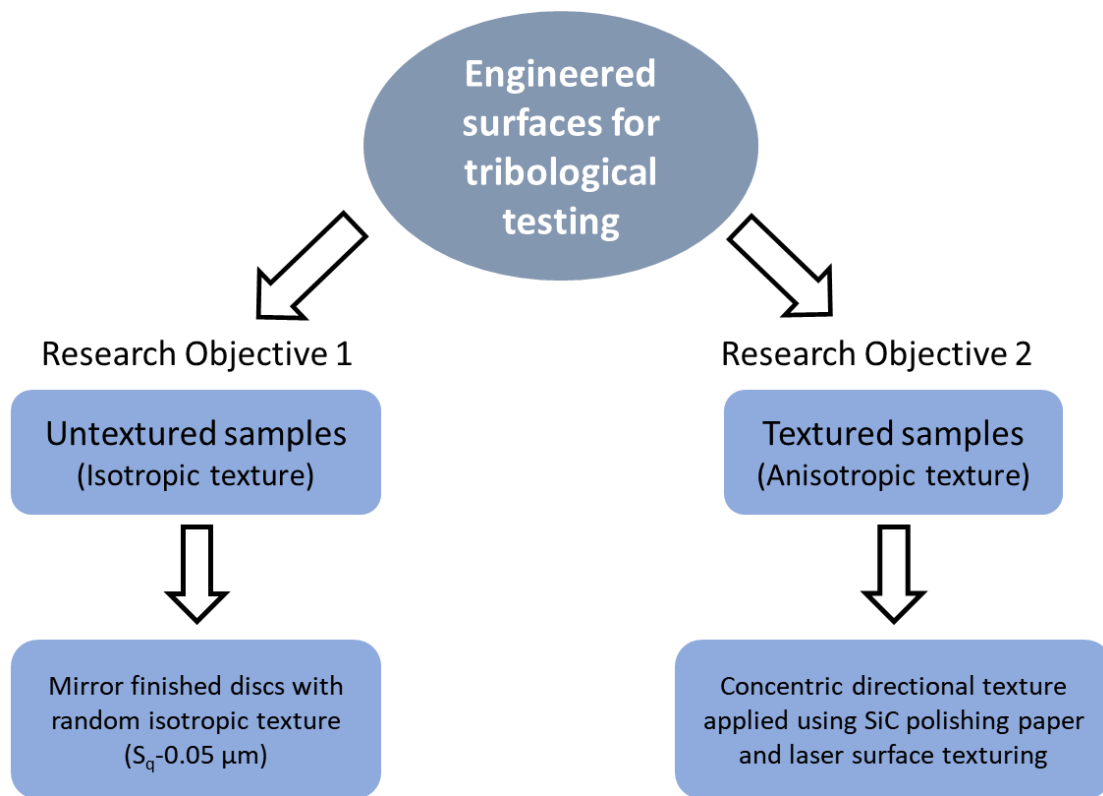 Engineered
surfaces for
tribological
testing
Research Objective 1
Untextured samples
(Isotropic texture)
Mirror finished discs with
random isotropic texture
(Sq-0.05 µm)
Research Objective 2
Textured samples
(Anisotropic texture)
Concentric directional texture
applied using SiC polishing paper
and laser surface texturing